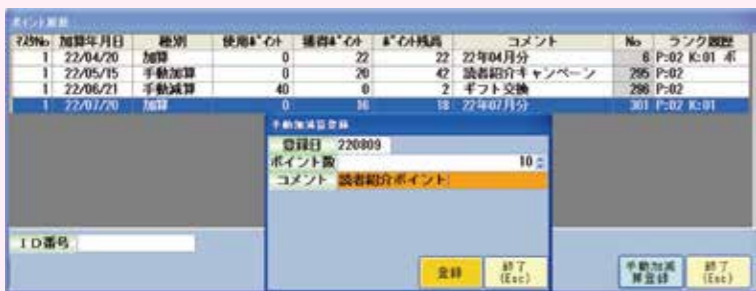 ポイント履歴
マスタNo 加算年月日 種別 使用ポイント 獲得ポイント ポイント残高 コメント No ランク履歴
1 22/04/20 加算 0 22 22 22年04月分 6 P:02 K:01 ポ
1 22/05/15 手動加算 0 20 42 読者紹介キャンペーン 295 P:02
1 22/06/21 手動減算 40 0 2 ギフト交換 296 P:02
1 22/07/20 加算 0 16 18 22年07月分 301 P:02 K:01
手動加減算登録
登録日 220809
ポイント数 10
コメント 読者紹介ポイント
ID番号
登録
終了
(Esc)
手動加減
算登録
終了
(Esc)